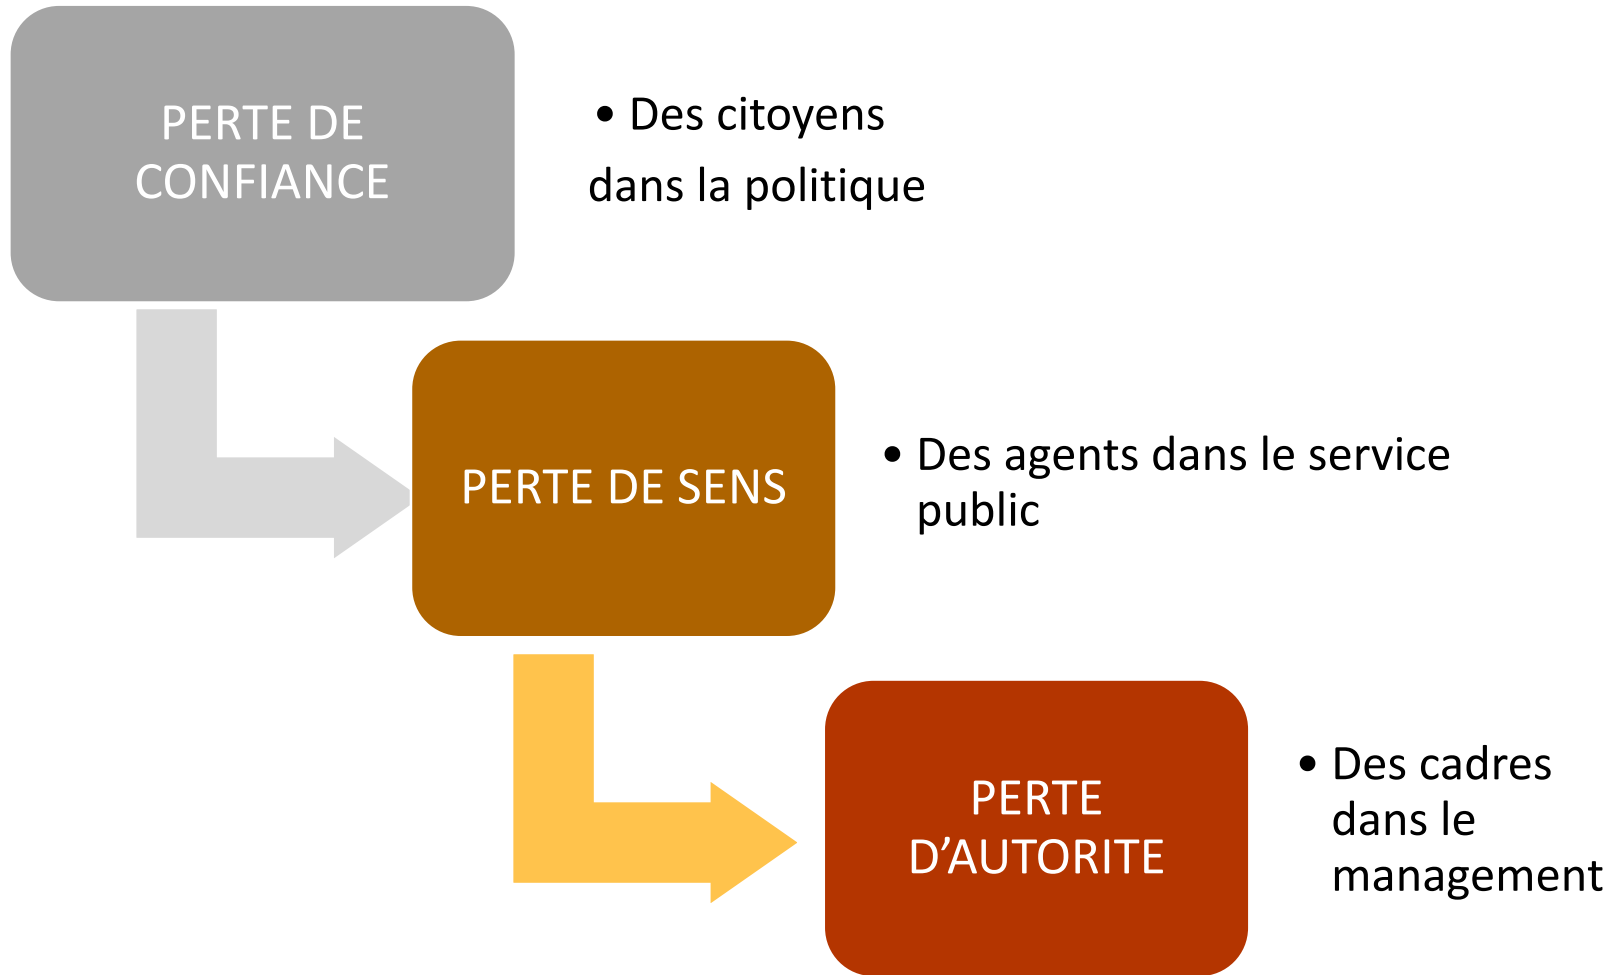 PERTE DE
CONFIANCE
• Des citoyens
dans la politique
PERTE DE SENS
• Des agents dans le service
public
PERTE
D’AUTORITE
• Des cadres
dans le
management